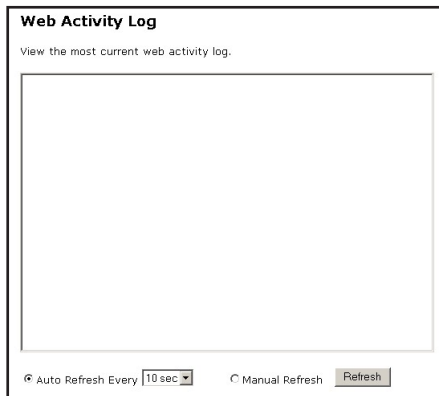 Web Activity Log
View the most current web activity log.
Auto Refresh Every 10 sec Manual Refresh Refresh